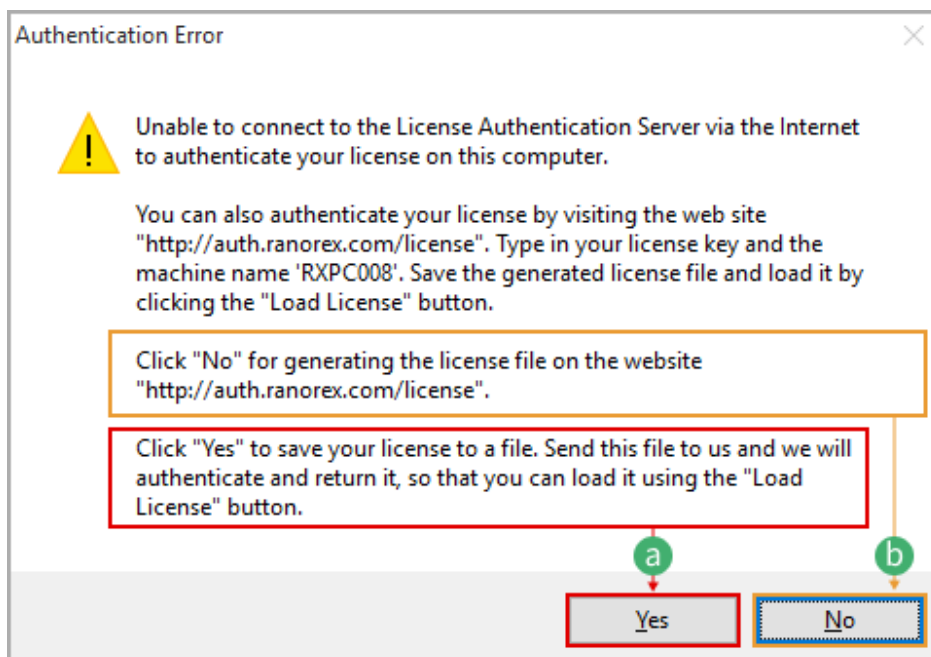 Authentication Error
!
Unable to connect to the License Authentication Server via the Internet
to authenticate your license on this computer.
You can also authenticate your license by visiting the web site
"http://auth.ranorex.com/license". Type in your license key and the
machine name 'RXPC008'. Save the generated license file and load it by
clicking the "Load License" button.
Click "No" for generating the license file on the website
"http://auth.ranorex.com/license".
Click "Yes" to save your license to a file. Send this file to us and we will
authenticate and return it, so that you can load it using the "Load
License" button.
a
b
Yes
No